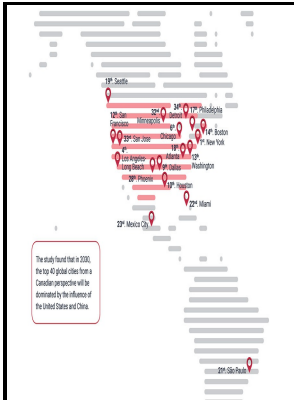 19th Seattle
34th
Detroit
17th Philadelphia
12th San
Francisco
32nd
Minneapolis
6th
Chicago
14th Boston
1st New York
33rd San Jose
4th
Los Angeles
Long Beach
18th
Atlanta
9th Dallas
13th
Washington
28th Phoenix
10th Houston
22nd Miami
23rd Mexico City
The study found that in 2030,
the top 40 global cities from a
Canadian perspective will be
dominated by the influence of
the United States and China.
21st São Paulo